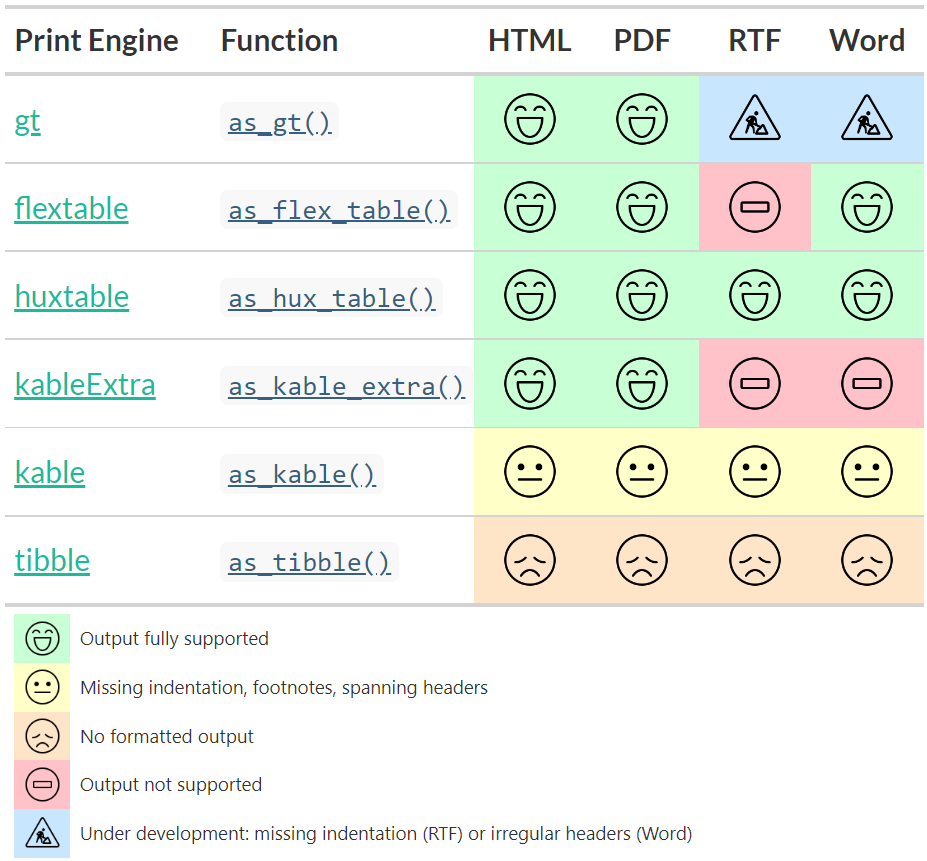 Print Engine Function HTML PDF RTF Word
gt as_gt()
flextable as_flex_table()
huxtable as_hux_table()
kableExtra as_kable_extra()
kable as_kable()
tibble as_tibble()
Output fully supported
Missing indentation, footnotes, spanning headers
No formatted output
Output not supported
Under development: missing indentation (RTF) or irregular headers (Word)